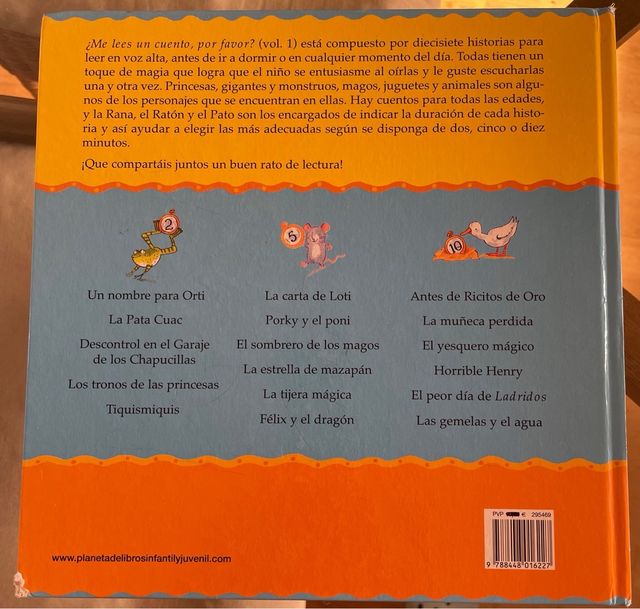 ¿Me lees un cuento, por favor? (vol. 1) está compuesto por diecisiete historias para
leer en voz alta, antes de ir a dormir o en cualquier momento del día. Todas tienen un
toque de magia que logra que el niño se entusiasme al oírlas y le guste escucharlas
una y otra vez. Princesas, gigantes y monstruos, magos, juguetes y animales son algu-
nos de los personajes que se encuentran en ellas. Hay cuentos para todas las edades,
y la Rana, el Ratón y el Pato son los encargados de indicar la duración de cada histo-
ria y así ayudar a elegir las más adecuadas según se disponga de dos, cinco o diez
minutos.
¡Que compartáis juntos un buen rato de lectura!
2
Un nombre para Orti
La Pata Cuac
Descontrol en el Garaje
de los Chapucillas
Los tronos de las princesas
Tiquismiquis
5
La carta de Loti
Porky y el poni
El sombrero de los magos
La estrella de mazapán
La tijera mágica
Félix y el dragón
10
Antes de Ricitos de Oro
La muñeca perdida
El yesquero mágico
Horrible Henry
El peor día de Ladridos
Las gemelas y el agua
www.planetadelibrosinfantilyjuvenil.com
PVP € 295469
9 788448 016227